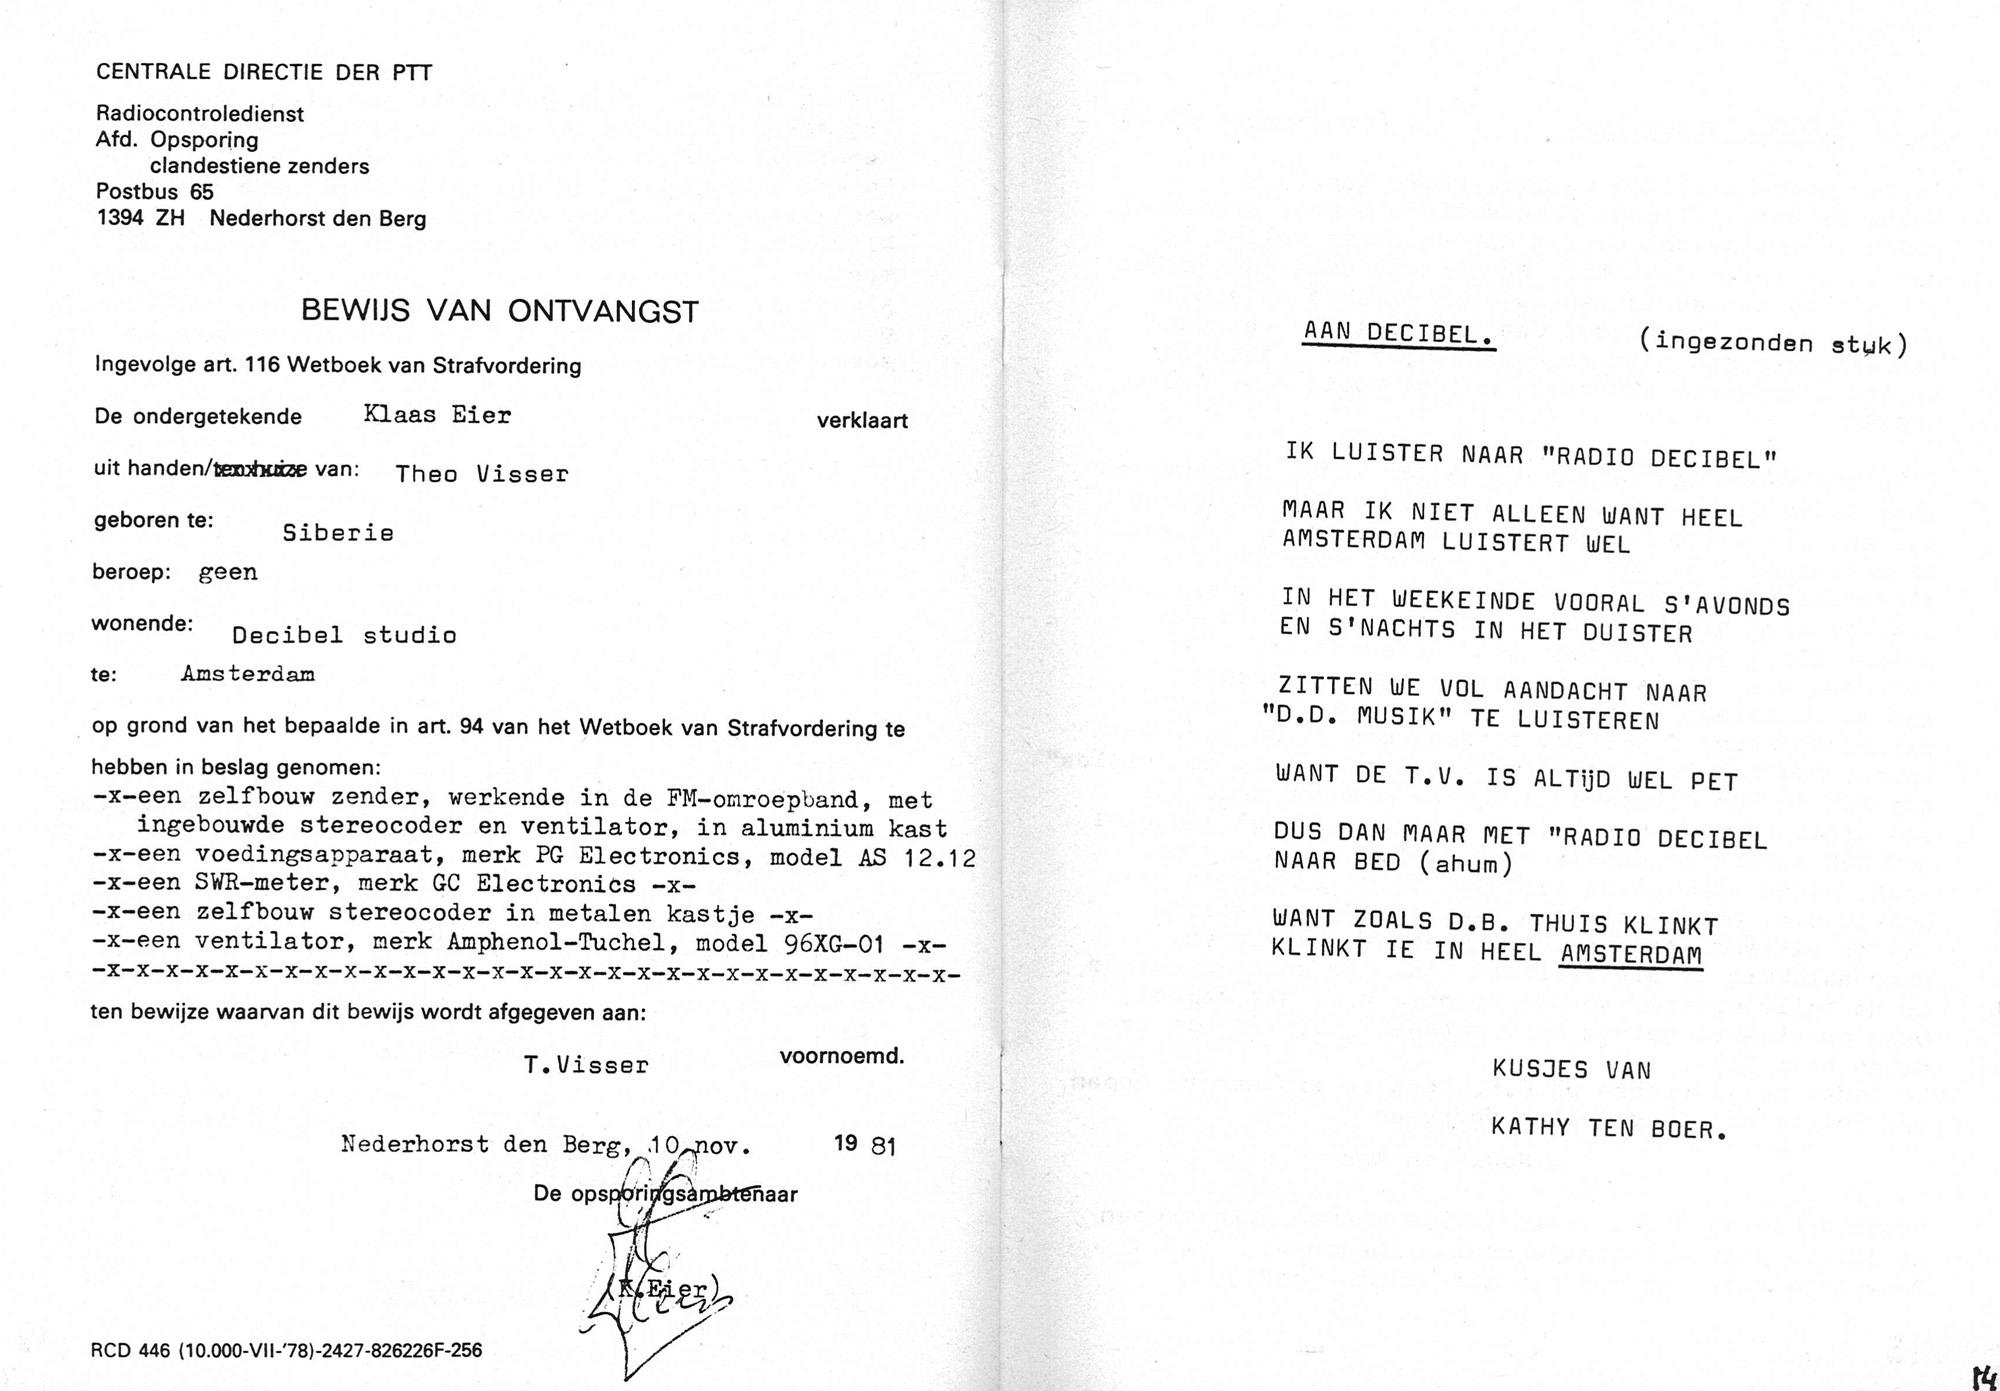 CENTRALE DIRECTIE DER PTT
Radiocontroledienst
Afd. Opsporing
clandestiene zenders
Postbus 65
1394 ZH Nederhorst den Berg
BEWIJS VAN ONTVANGST
Ingevolge art. 116 Wetboek van Strafvordering
De ondergetekende Klaas Eier verklaart
uit handen/ten huize van: Theo Visser
geboren te: Siberie
beroep: geen
wonende: Decibel studio
te: Amsterdam
op grond van het bepaalde in art. 94 van het Wetboek van Strafvordering te
hebben in beslag genomen:
-x-een zelfbouw zender, werkende in de FM-omroepband, met
ingebouwde stereocoder en ventilator, in aluminium kast
-x-een voedingsapparaat, merk PG Electronics, model AS 12.12
-x-een SWR-meter, merk GC Electronics -x-
-x-een zelfbouw stereocoder in metalen kastje -x-
-x-een ventilator, merk Amphenol-Tuchel, model 96XG-01 -x-
-x-x-x-x-x-x-x-x-x-x-x-x-x-x-x-x-x-x-x-x-x-x-x-x-x-x-x-x-x-
ten bewijze waarvan dit bewijs wordt afgegeven aan:
T.Visser voornoemd.
Nederhorst den Berg, 10 nov. 19 81
De opsporingsambtenaar
(K.Eier)
RCD 446 (10.000-VII-'78)-2427-826226F-256
AAN DECIBEL. (ingezonden stuk)
IK LUISTER NAAR "RADIO DECIBEL"
MAAR IK NIET ALLEEN WANT HEEL
AMSTERDAM LUISTERT WEL
IN HET WEEKEINDE VOORAL S'AVONDS
EN S'NACHTS IN HET DUISTER
ZITTEN WE VOL AANDACHT NAAR
"D.D. MUSIK" TE LUISTEREN
WANT DE T.V. IS ALTijD WEL PET
DUS DAN MAAR MET "RADIO DECIBEL
NAAR BED (ahum)
WANT ZOALS D.B. THUIS KLINKT
KLINKT IE IN HEEL AMSTERDAM
KUSJES VAN
KATHY TEN BOER.
14